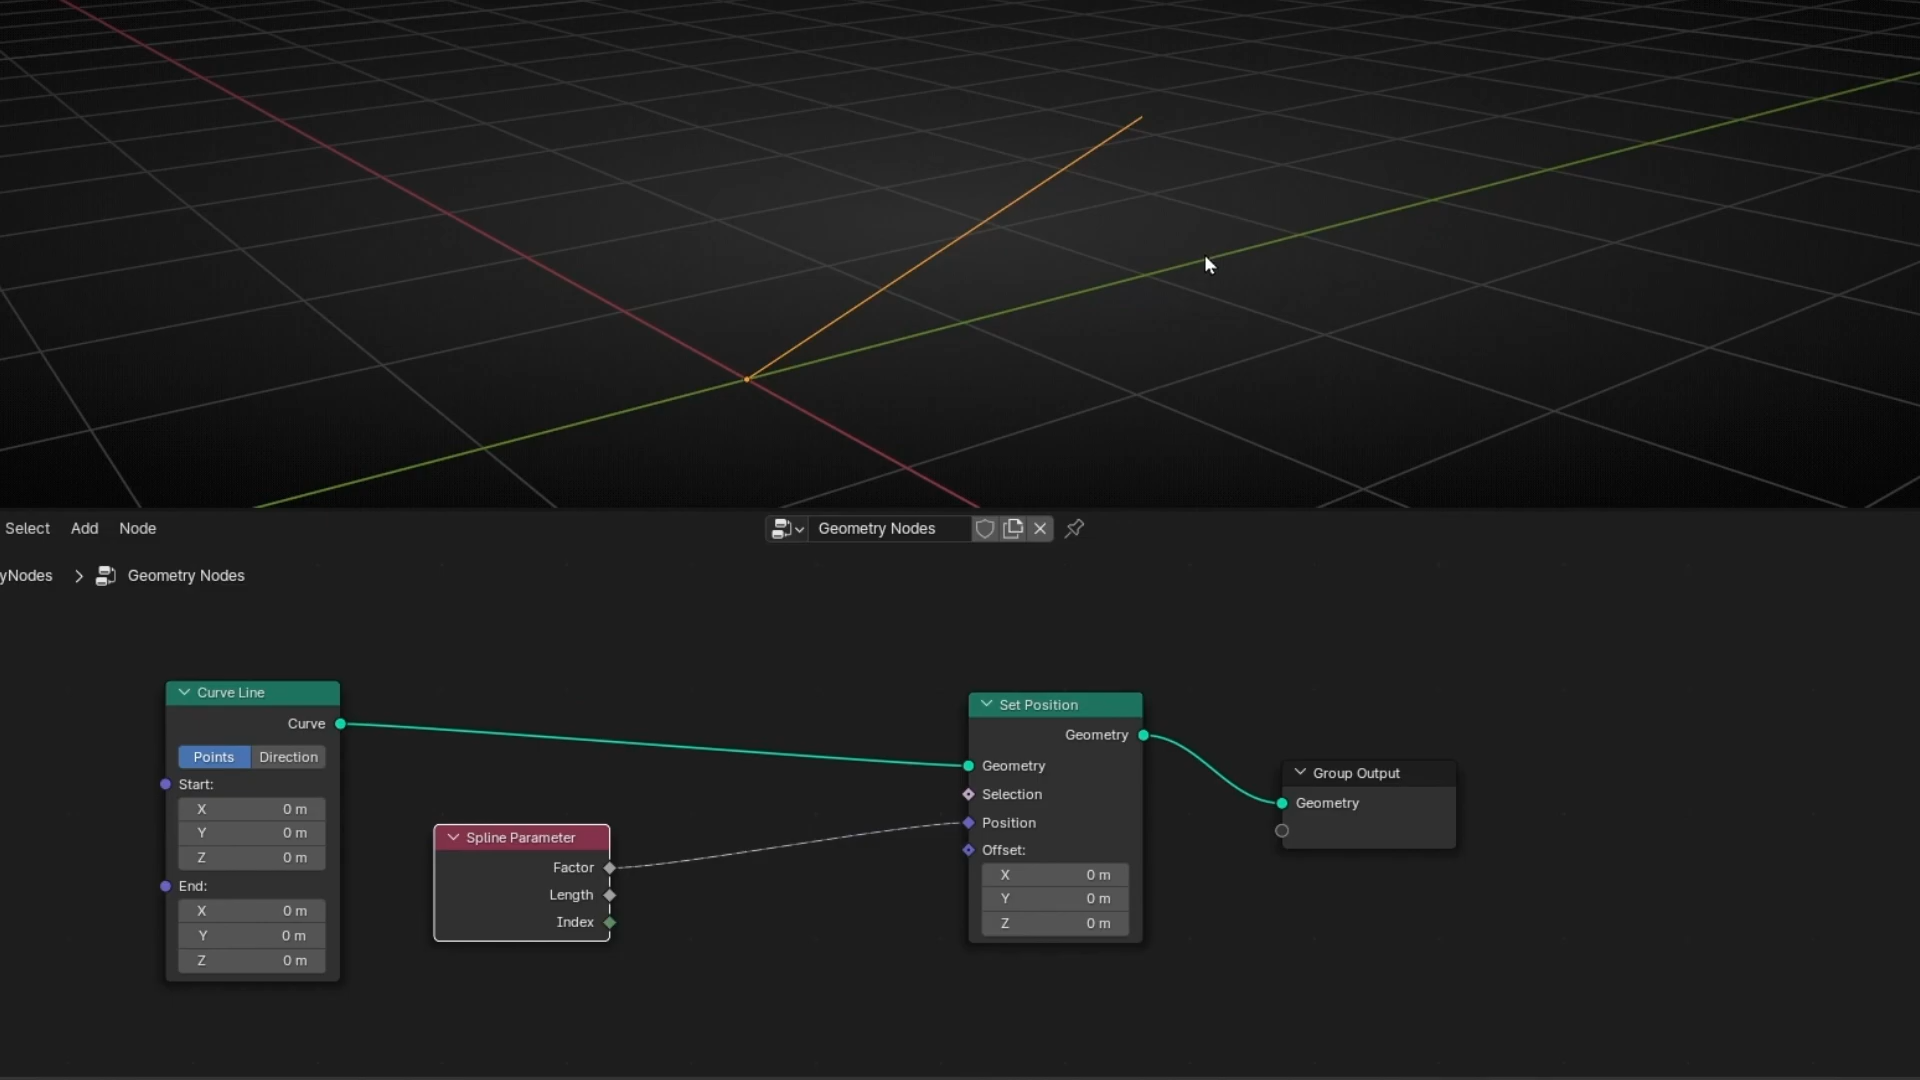 Select Add Node
Geometry Nodes
yNodes > Geometry Nodes
Curve Line
Curve
Points Direction
Start:
X 0 m
Y 0 m
Z 0 m
End:
X 0 m
Y 0 m
Z 0 m
Spline Parameter
Factor
Length
Index
Set Position
Geometry
Geometry
Selection
Position
Offset:
X 0 m
Y 0 m
Z 0 m
Group Output
Geometry